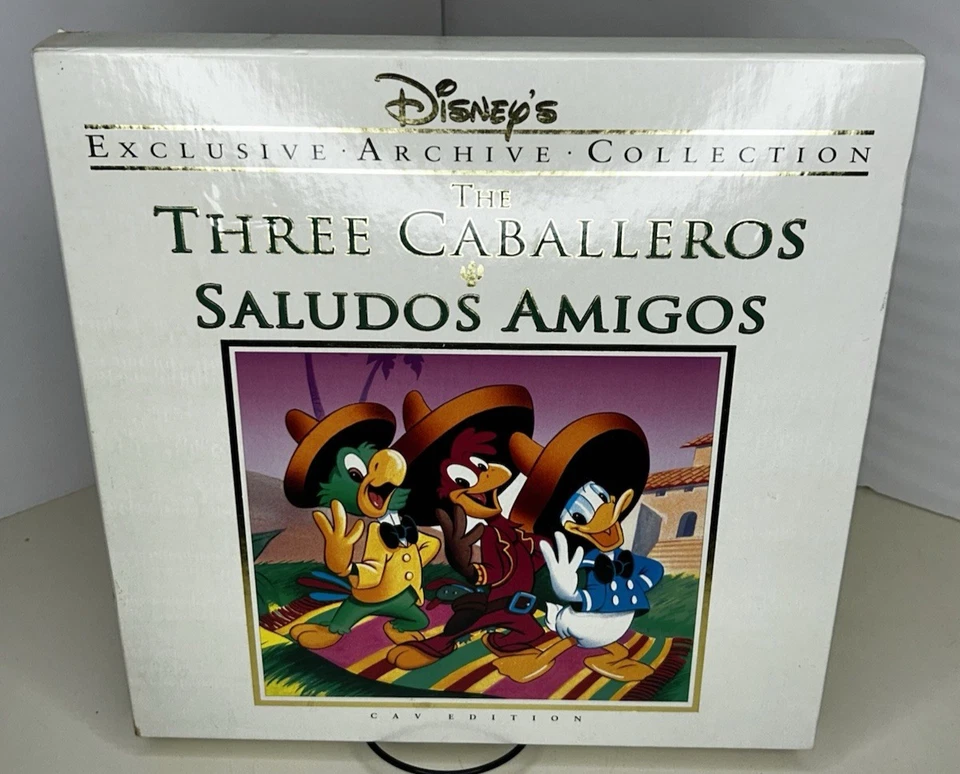 Disney's
Exclusive · Archive · Collection
The
Three Caballeros
Saludos Amigos
CAV EDITION